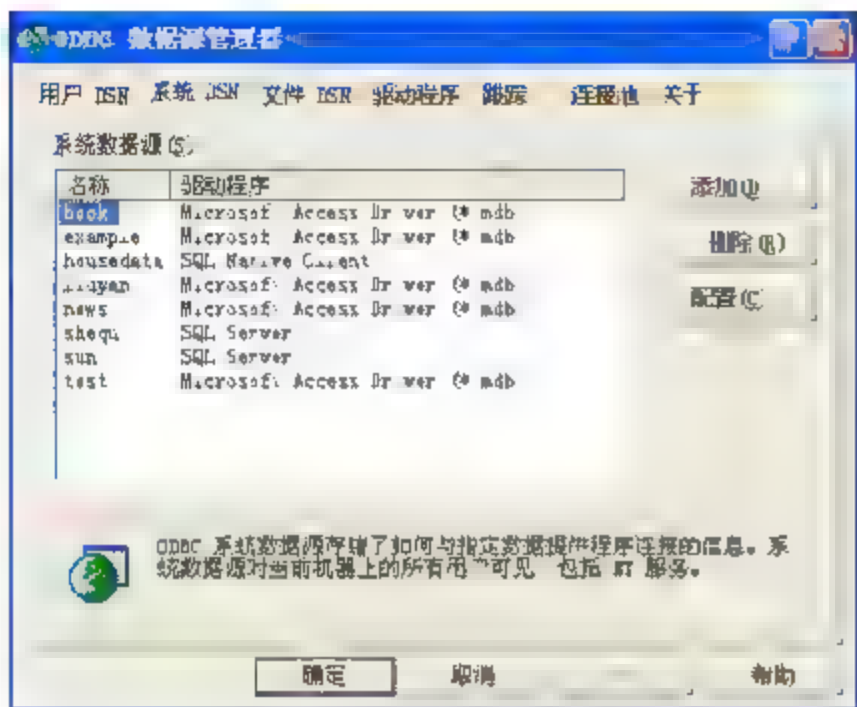 ODBC 数据源管理器
用户 DSN 系统 DSN 文件 DSN 驱动程序 跟踪 连接池 关于
系统数据源(S)
名称 驱动程序
book Microsoft Access Driver (*.mdb
example Microsoft Access Driver (*.mdb
housedata SQL Native Client
liuyan Microsoft Access Driver (*.mdb
news Microsoft Access Driver (*.mdb
shequ SQL Server
sun SQL Server
test Microsoft Access Driver (*.mdb
添加(D)
删除(R)
配置(C)
ODBC 系统数据源存储了如何与指定数据提供程序连接的信息。系
统数据源对当前机器上的所有用户可见 包括 NT 服务。
确定 取消 帮助